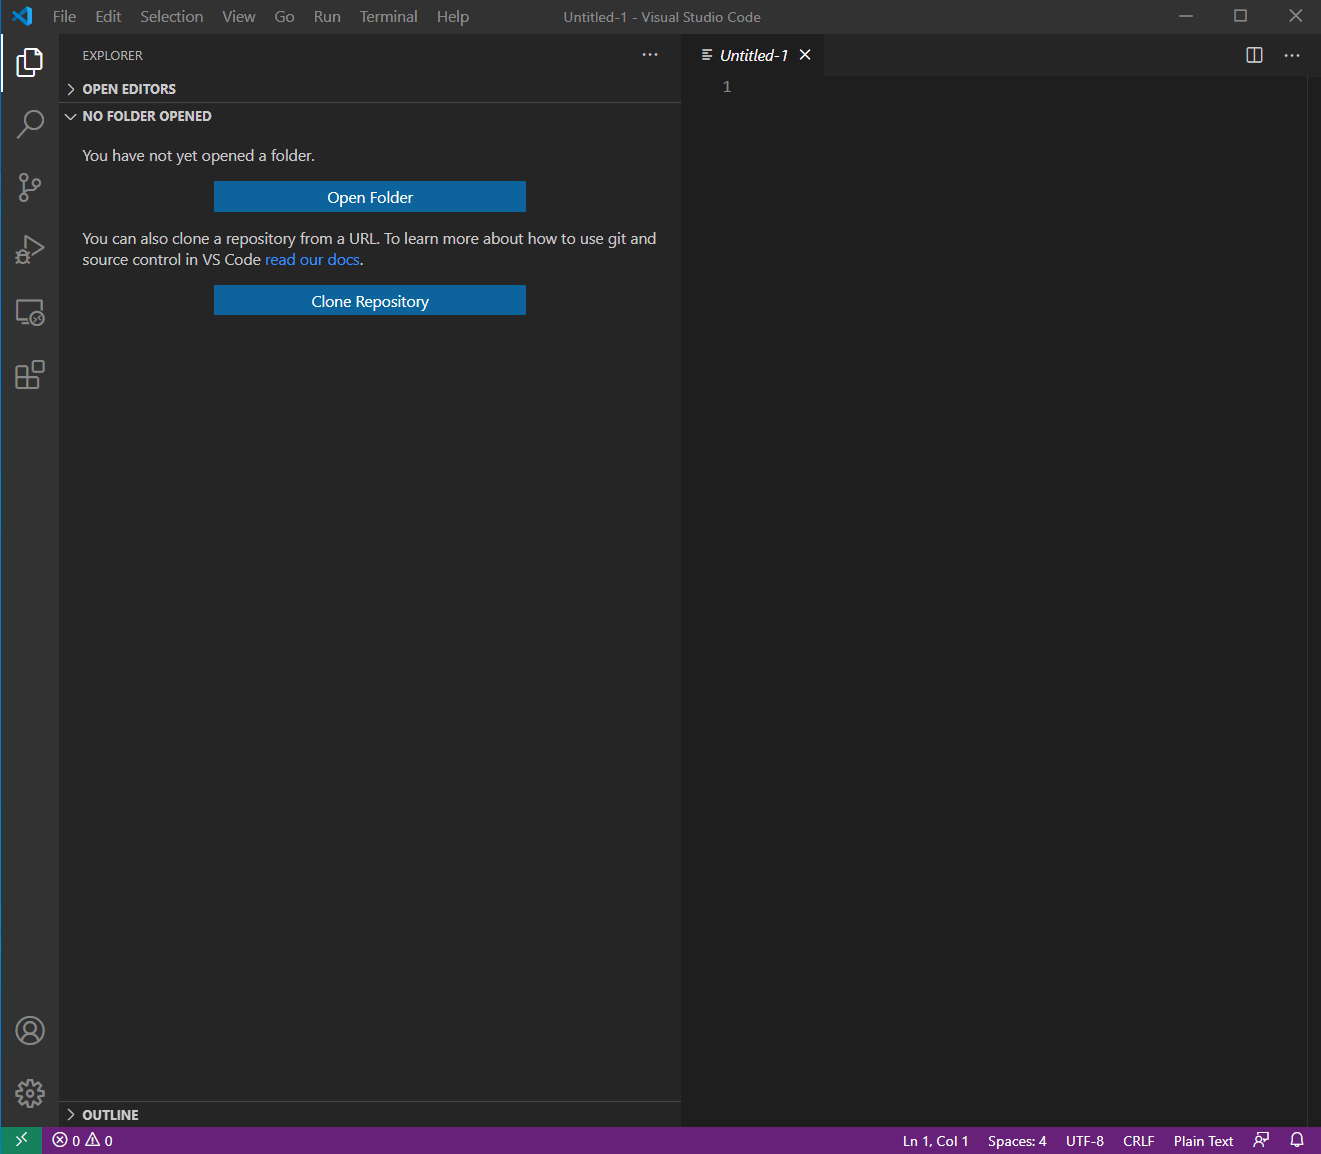 File Edit Selection View Go Run Terminal Help Untitled-1 - Visual Studio Code
EXPLORER
Untitled-1
OPEN EDITORS
1
NO FOLDER OPENED
You have not yet opened a folder.
Open Folder
You can also clone a repository from a URL. To learn more about how to use git and
source control in VS Code read our docs.
Clone Repository
OUTLINE
0 0 Ln 1, Col 1 Spaces: 4 UTF-8 CRLF Plain Text